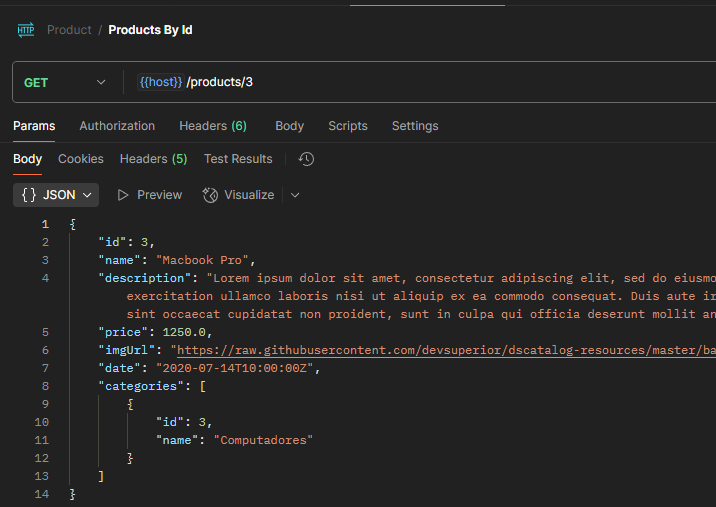 HTTP Product / Products By Id
GET {{host}} /products/3
Params Authorization Headers (6) Body Scripts Settings
Body Cookies Headers (5) Test Results
{ } JSON Preview Visualize
1 {
2 "id": 3,
3 "name": "Macbook Pro",
4 "description": "Lorem ipsum dolor sit amet, consectetur adipiscing elit, sed do eiusmo
exercitation ullamco laboris nisi ut aliquip ex ea commodo consequat. Duis aute ir
sint occaecat cupidatat non proident, sunt in culpa qui officia deserunt mollit an
5 "price": 1250.0,
6 "imgUrl": "https://raw.githubusercontent.com/devsuperior/dscatalog-resources/master/ba
7 "date": "2020-07-14T10:00:00Z",
8 "categories": [
9 {
10 "id": 3,
11 "name": "Computadores"
12 }
13 ]
14 }